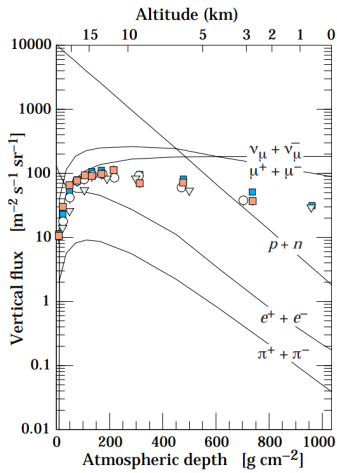 Altitude (km)
15 10 5 3 2 1 0
10000
1000
100
10
1
0.1
0.01
Vertical flux [m⁻² s⁻¹ sr⁻¹]
νμ + ν̄μ
μ⁺ + μ⁻
p + n
e⁺ + e⁻
π⁺ + π⁻
0 200 400 600 800 1000
Atmospheric depth [g cm⁻²]